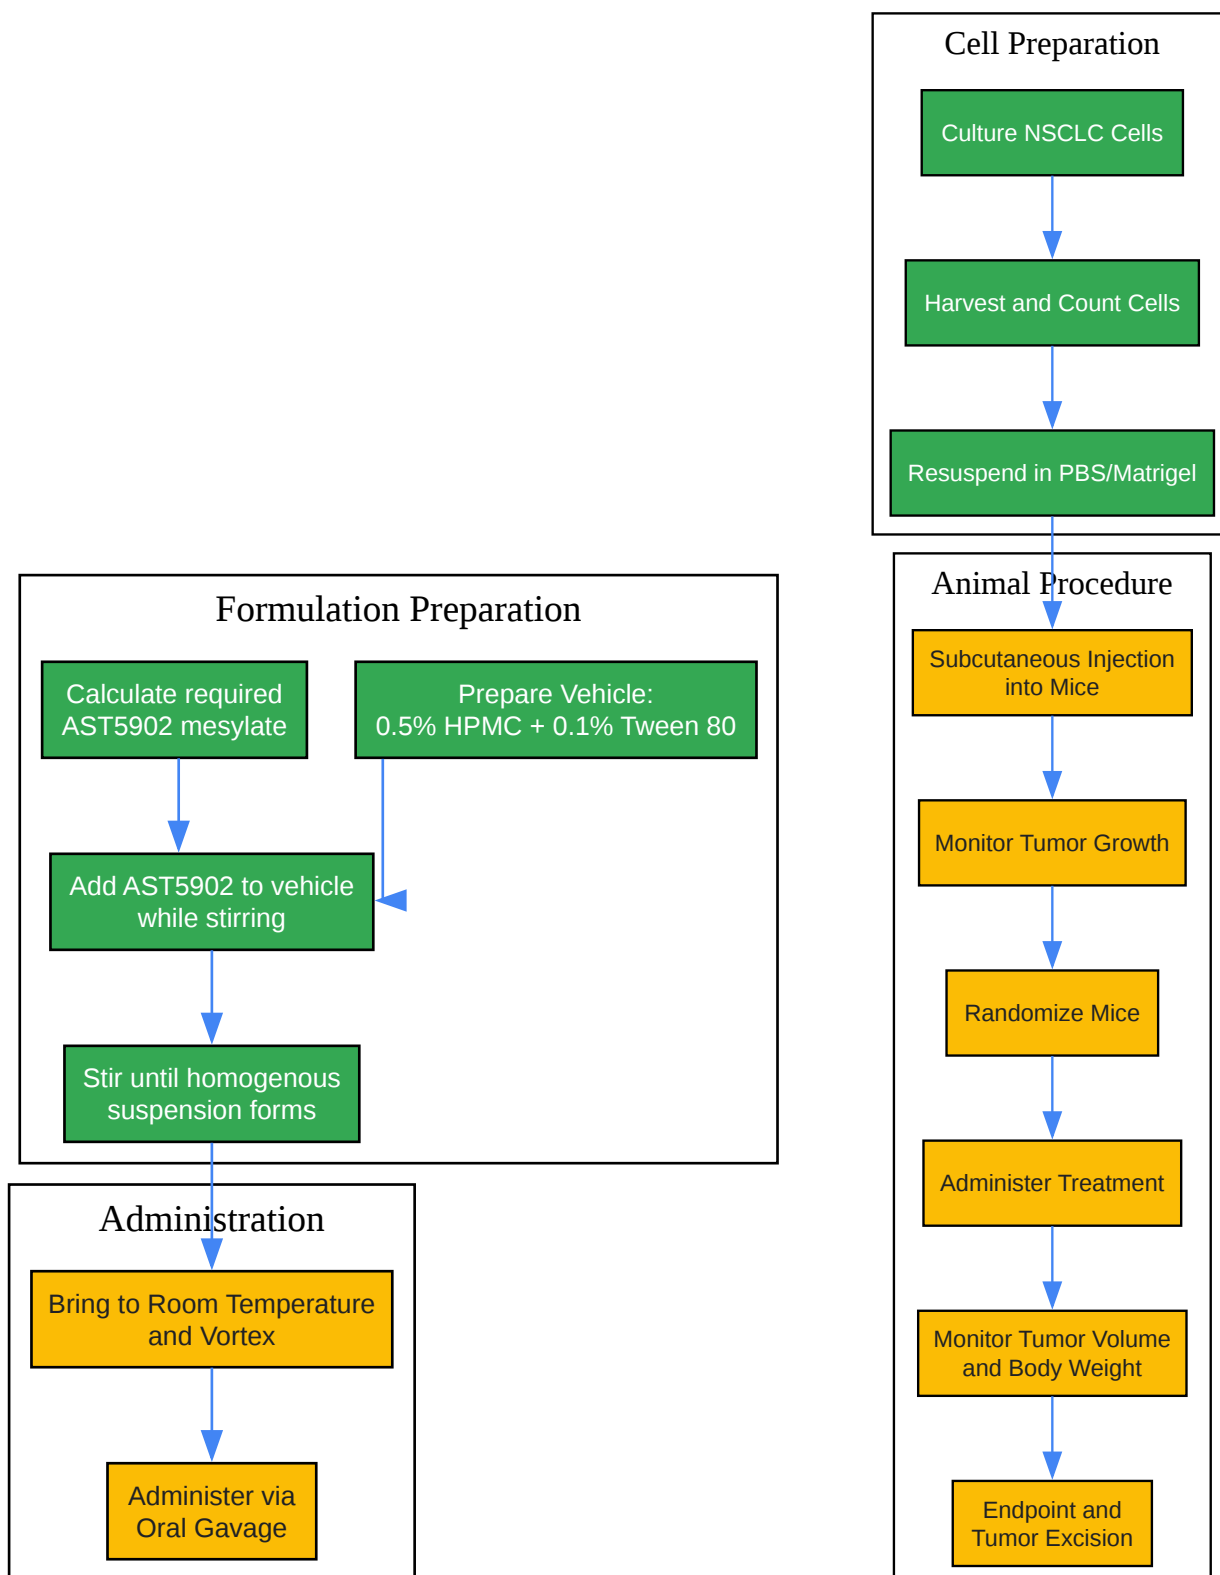 Cell Preparation
Culture NSCLC Cells
Harvest and Count Cells
Resuspend in PBS/Matrigel
Formulation Preparation
Calculate required
AST5902 mesylate
Prepare Vehicle:
0.5% HPMC + 0.1% Tween 80
Add AST5902 to vehicle
while stirring
Stir until homogenous
suspension forms
Administration
Bring to Room Temperature
and Vortex
Administer via
Oral Gavage
Animal Procedure
Subcutaneous Injection
into Mice
Monitor Tumor Growth
Randomize Mice
Administer Treatment
Monitor Tumor Volume
and Body Weight
Endpoint and
Tumor Excision